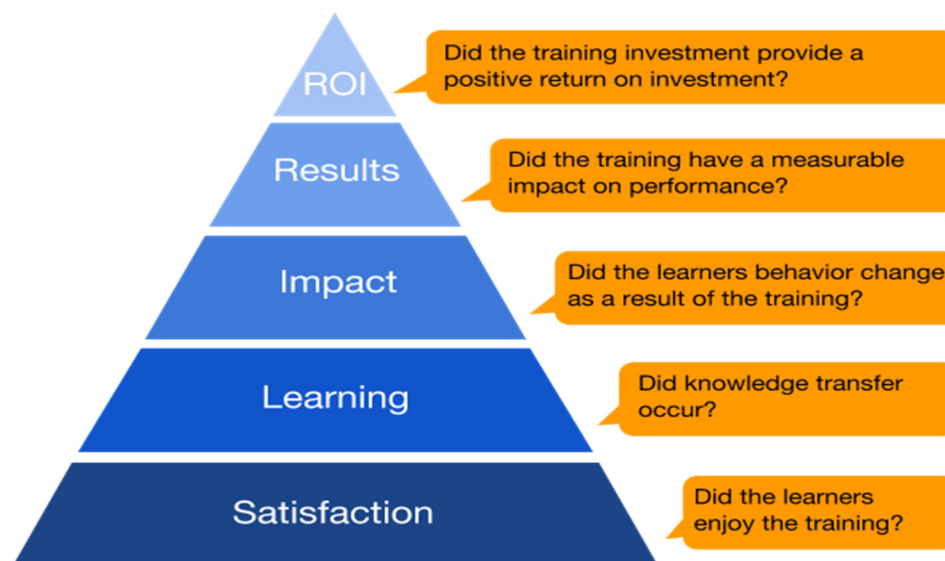 ROI
Did the training investment provide a
positive return on investment?
Results
Did the training have a measurable
impact on performance?
Impact
Did the learners behavior change
as a result of the training?
Learning
Did knowledge transfer
occur?
Satisfaction
Did the learners
enjoy the training?